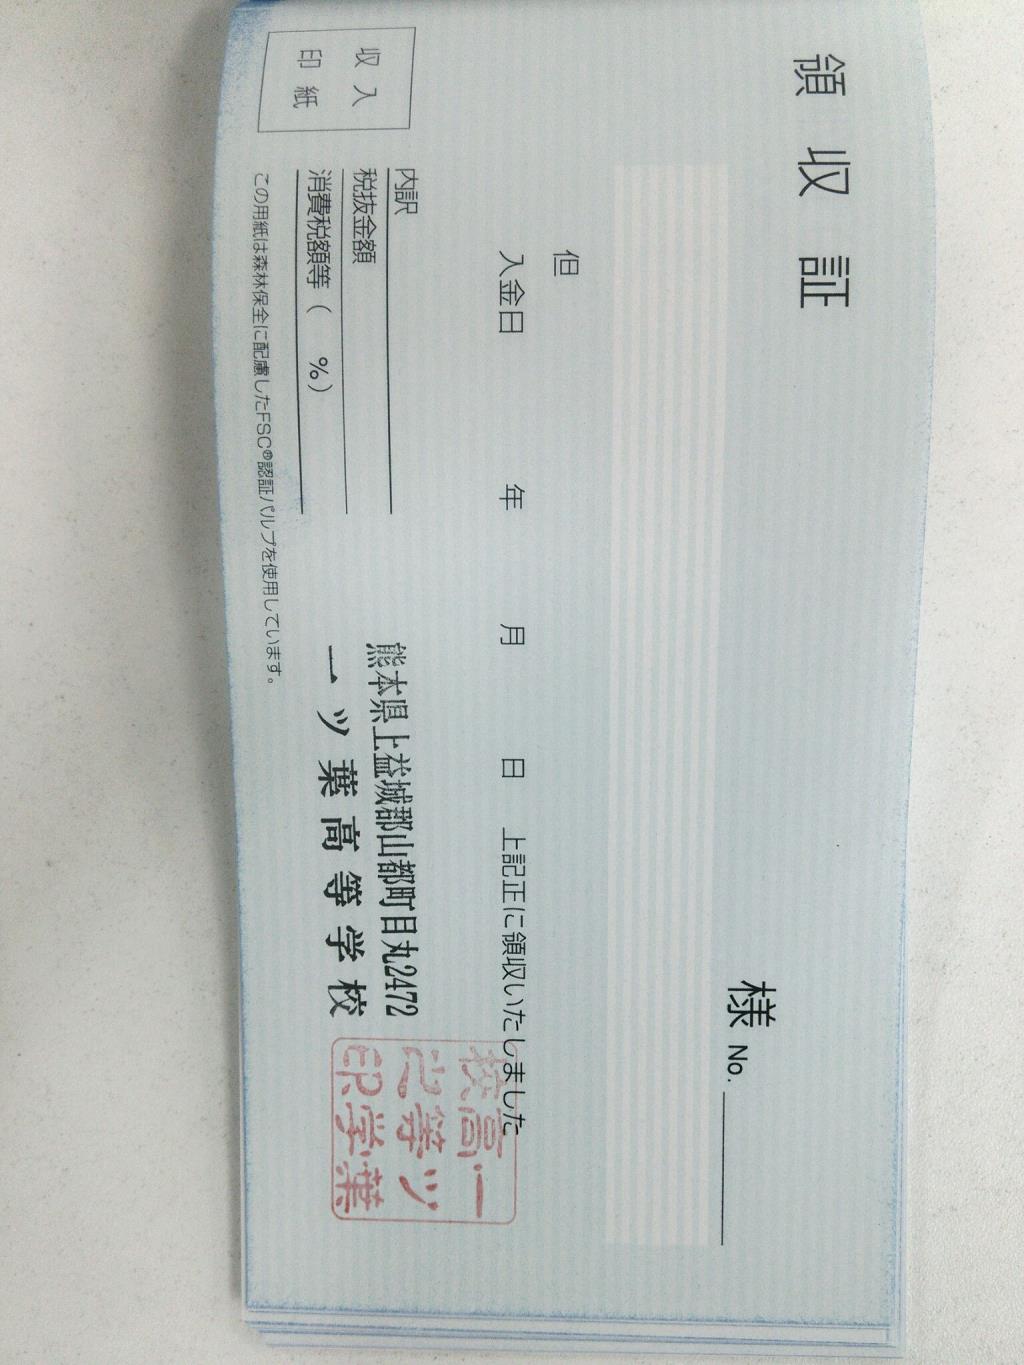 領収証
様 No.
但
入金日 年 月 日 上記正に領収いたしました
収入
印紙
内訳
税抜金額
消費税額等( %)
熊本県上益城郡山都町目丸2472
一ツ葉高等学校
一ツ葉
高等学
校之印
この用紙は森林保全に配慮したFSC®認証パルプを使用しています。